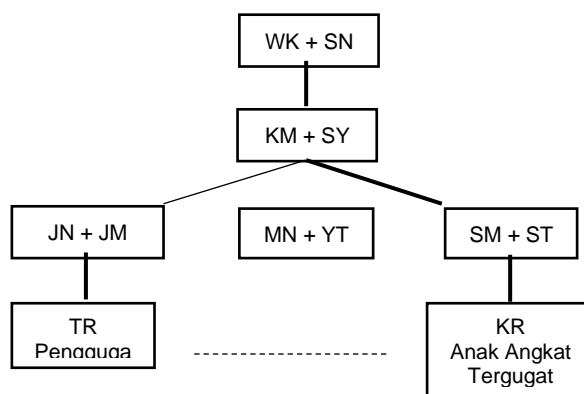 WK + SN
KM + SY
JN + JM
MN + YT
SM + ST
TR
Pengguga
KR
Anak Angkat
Tergugat